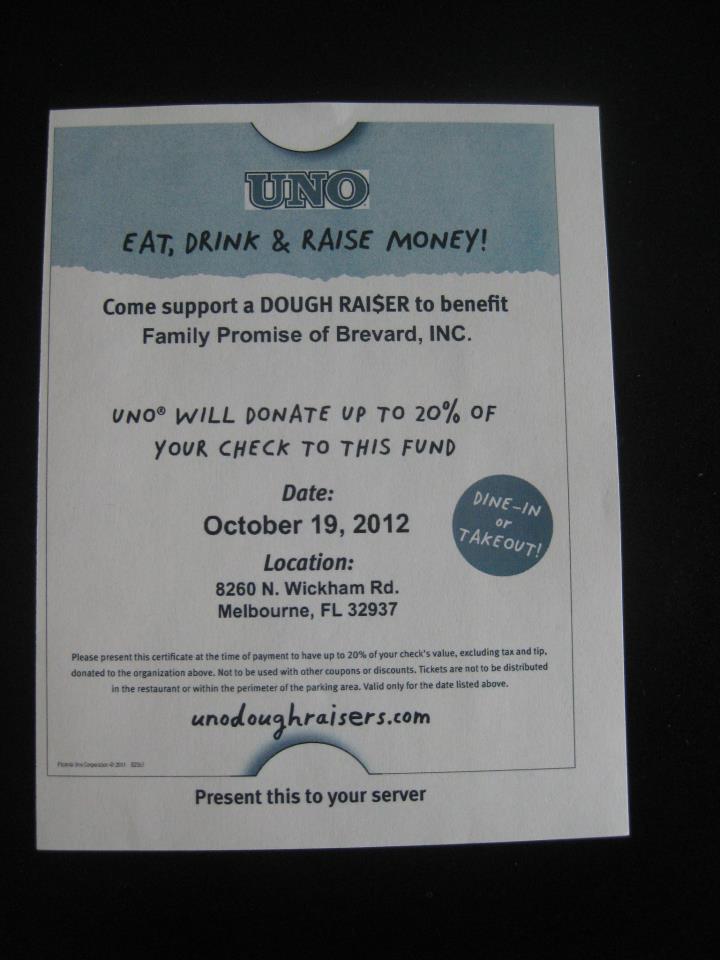 UNO
EAT, DRINK & RAISE MONEY!
Come support a DOUGH RAI$ER to benefit
Family Promise of Brevard, INC.
UNO® WILL DONATE UP TO 20% OF
YOUR CHECK TO THIS FUND
Date:
October 19, 2012
DINE-IN
or
TAKEOUT!
Location:
8260 N. Wickham Rd.
Melbourne, FL 32937
Please present this certificate at the time of payment to have up to 20% of your check's value, excluding tax and tip,
donated to the organization above. Not to be used with other coupons or discounts. Tickets are not to be distributed
in the restaurant or within the perimeter of the parking area. Valid only for the date listed above.
unodoughraisers.com
Uno Corporation © 2011
Present this to your server